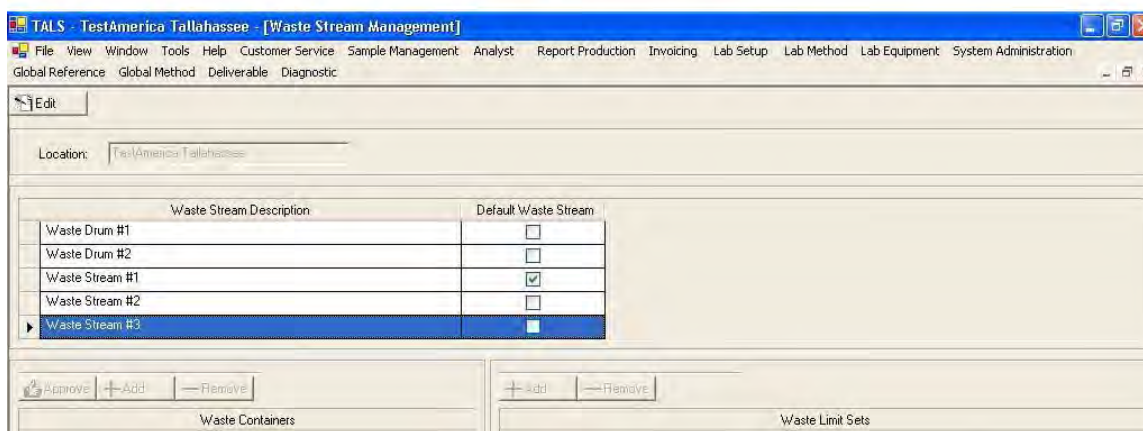 TALS - TestAmerica Tallahassee - [Waste Stream Management]
File View Window Tools Help Customer Service Sample Management Analyst Report Production Invoicing Lab Setup Lab Method Lab Equipment System Administration
Global Reference Global Method Deliverable Diagnostic
Edit
Location: TestAmerica Tallahassee
Waste Stream Description Default Waste Stream
Waste Drum #1
Waste Drum #2
Waste Stream #1
Waste Stream #2
Waste Stream #3
Approve Add Remove Add Remove
Waste Containers Waste Limit Sets